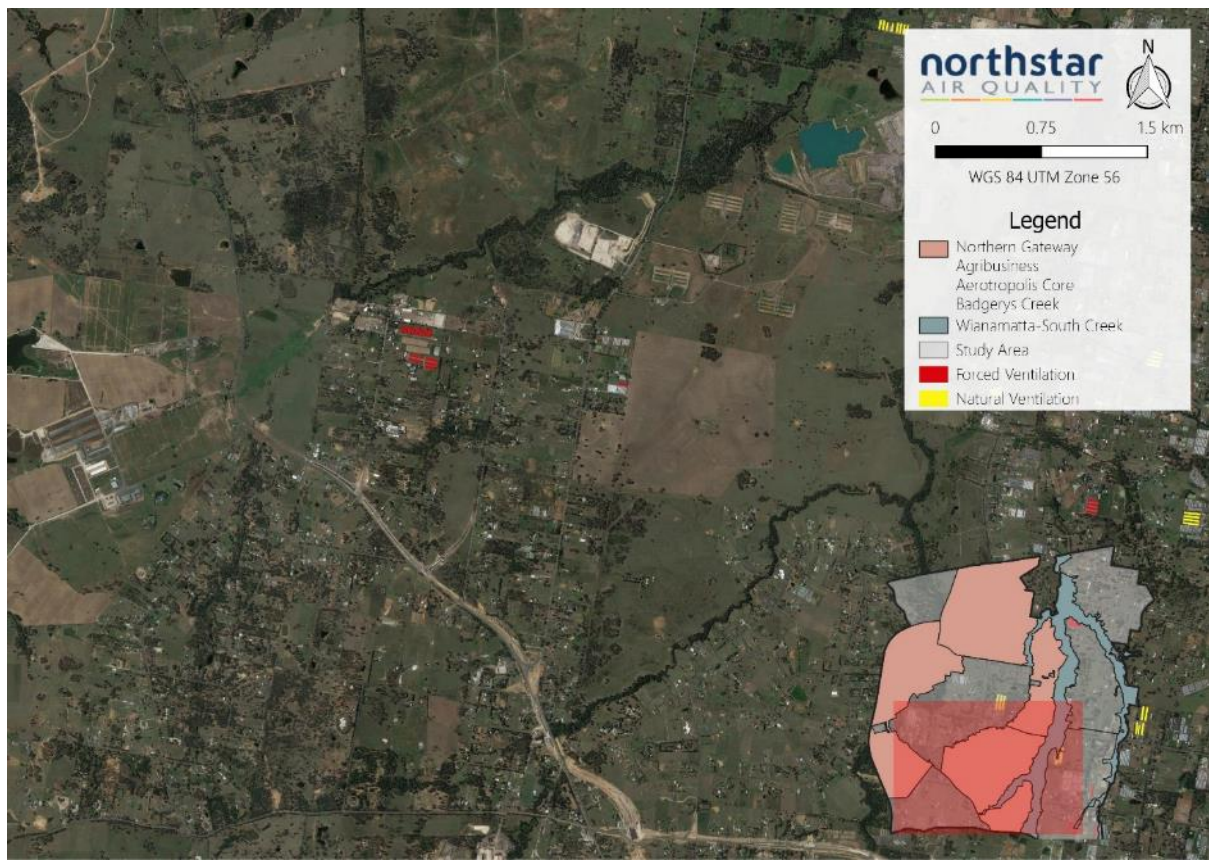 northstar
AIR QUALITY
N
0 0.75 1.5 km
WGS 84 UTM Zone 56
Legend
Northern Gateway
Agribusiness
Aerotropolis Core
Badgerys Creek
Wianamatta-South Creek
Study Area
Forced Ventilation
Natural Ventilation